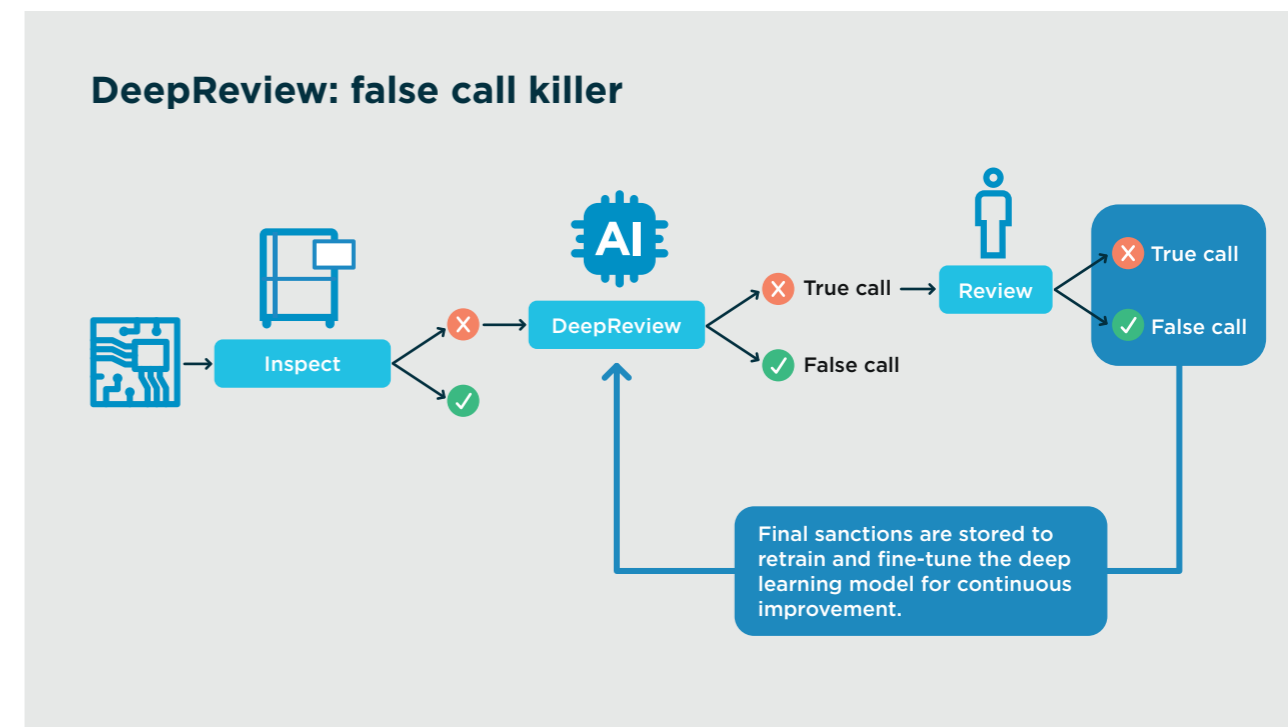 DeepReview: false call killer
AI
Inspect
DeepReview
True call
False call
Review
True call
False call
Final sanctions are stored to
retrain and fine-tune the deep
learning model for continuous
improvement.